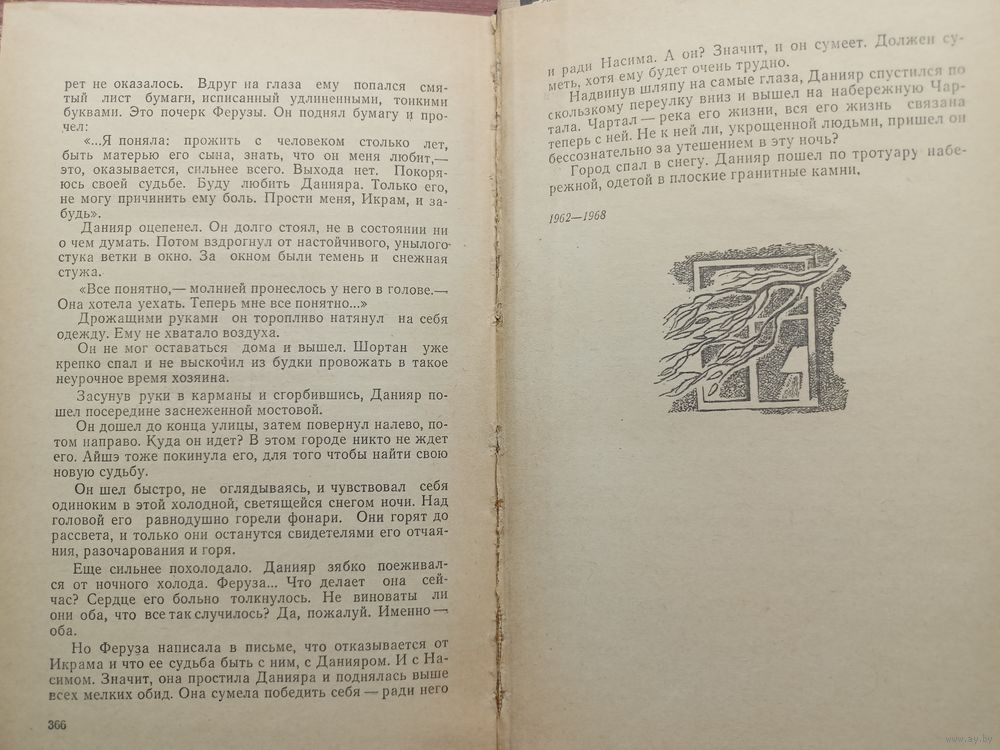 рет не оказалось. Вдруг на глаза ему попался смя-
тый лист бумаги, исписанный удлиненными, тонкими
буквами. Это почерк Ферузы. Он поднял бумагу и про-
чел:
«...Я поняла: прожить с человеком столько лет,
быть матерью его сына, знать, что он меня любит,—
это, оказывается, сильнее всего. Выхода нет. Покоря-
юсь своей судьбе. Буду любить Данияра. Только его,
не могу причинить ему боль. Прости меня, Икрам, и за-
будь».
Данияр оцепенел. Он долго стоял, не в состоянии ни
о чем думать. Потом вздрогнул от настойчивого, унылого
стука ветки в окно. За окном были темень и снежная
стужа.
«Все понятно,— молнией пронеслось у него в голове.—
Она хотела уехать. Теперь мне все понятно...»
Дрожащими руками он торопливо натянул на себя
одежду. Ему не хватало воздуха.
Он не мог оставаться дома и вышел. Шортан уже
крепко спал и не выскочил из будки провожать в такое
неурочное время хозяина.
Засунув руки в карманы и сгорбившись, Данияр по-
шел посередине заснеженной мостовой.
Он дошел до конца улицы, затем повернул налево, по-
том направо. Куда он идет? В этом городе никто не ждет
его. Айшэ тоже покинула его, для того чтобы найти свою
новую судьбу.
Он шел быстро, не оглядываясь, и чувствовал себя
одиноким в этой холодной, светящейся снегом ночи. Над
головой его равнодушно горели фонари. Они горят до
рассвета, и только они останутся свидетелями его отчая-
ния, разочарования и горя.
Еще сильнее похолодало. Данияр зябко поеживал-
ся от ночного холода. Феруза... Что делает она сей-
час? Сердце его больно толкнулось. Не виноваты ли
они оба, что все так случилось? Да, пожалуй. Именно —
оба.
Но Феруза написала в письме, что отказывается от
Икрама и что ее судьба быть с ним, с Данияром. И с На-
симом. Значит, она простила Данияра и поднялась выше
всех мелких обид. Она сумела победить себя — ради него
366
и ради Насима. А он? Значит, и он сумеет. Должен су-
меть, хотя ему будет очень трудно.
Надвинув шляпу на самые глаза, Данияр спустился по
скользкому переулку вниз и вышел на набережную Чар-
тала. Чартал — река его жизни, вся его жизнь связана
теперь с ней. Не к ней ли, укрощенной людьми, пришел он
бессознательно за утешением в эту ночь?
Город спал в снегу. Данияр пошел по тротуару набе-
режной, одетой в плоские гранитные камни.
1962—1968
www.ay.by